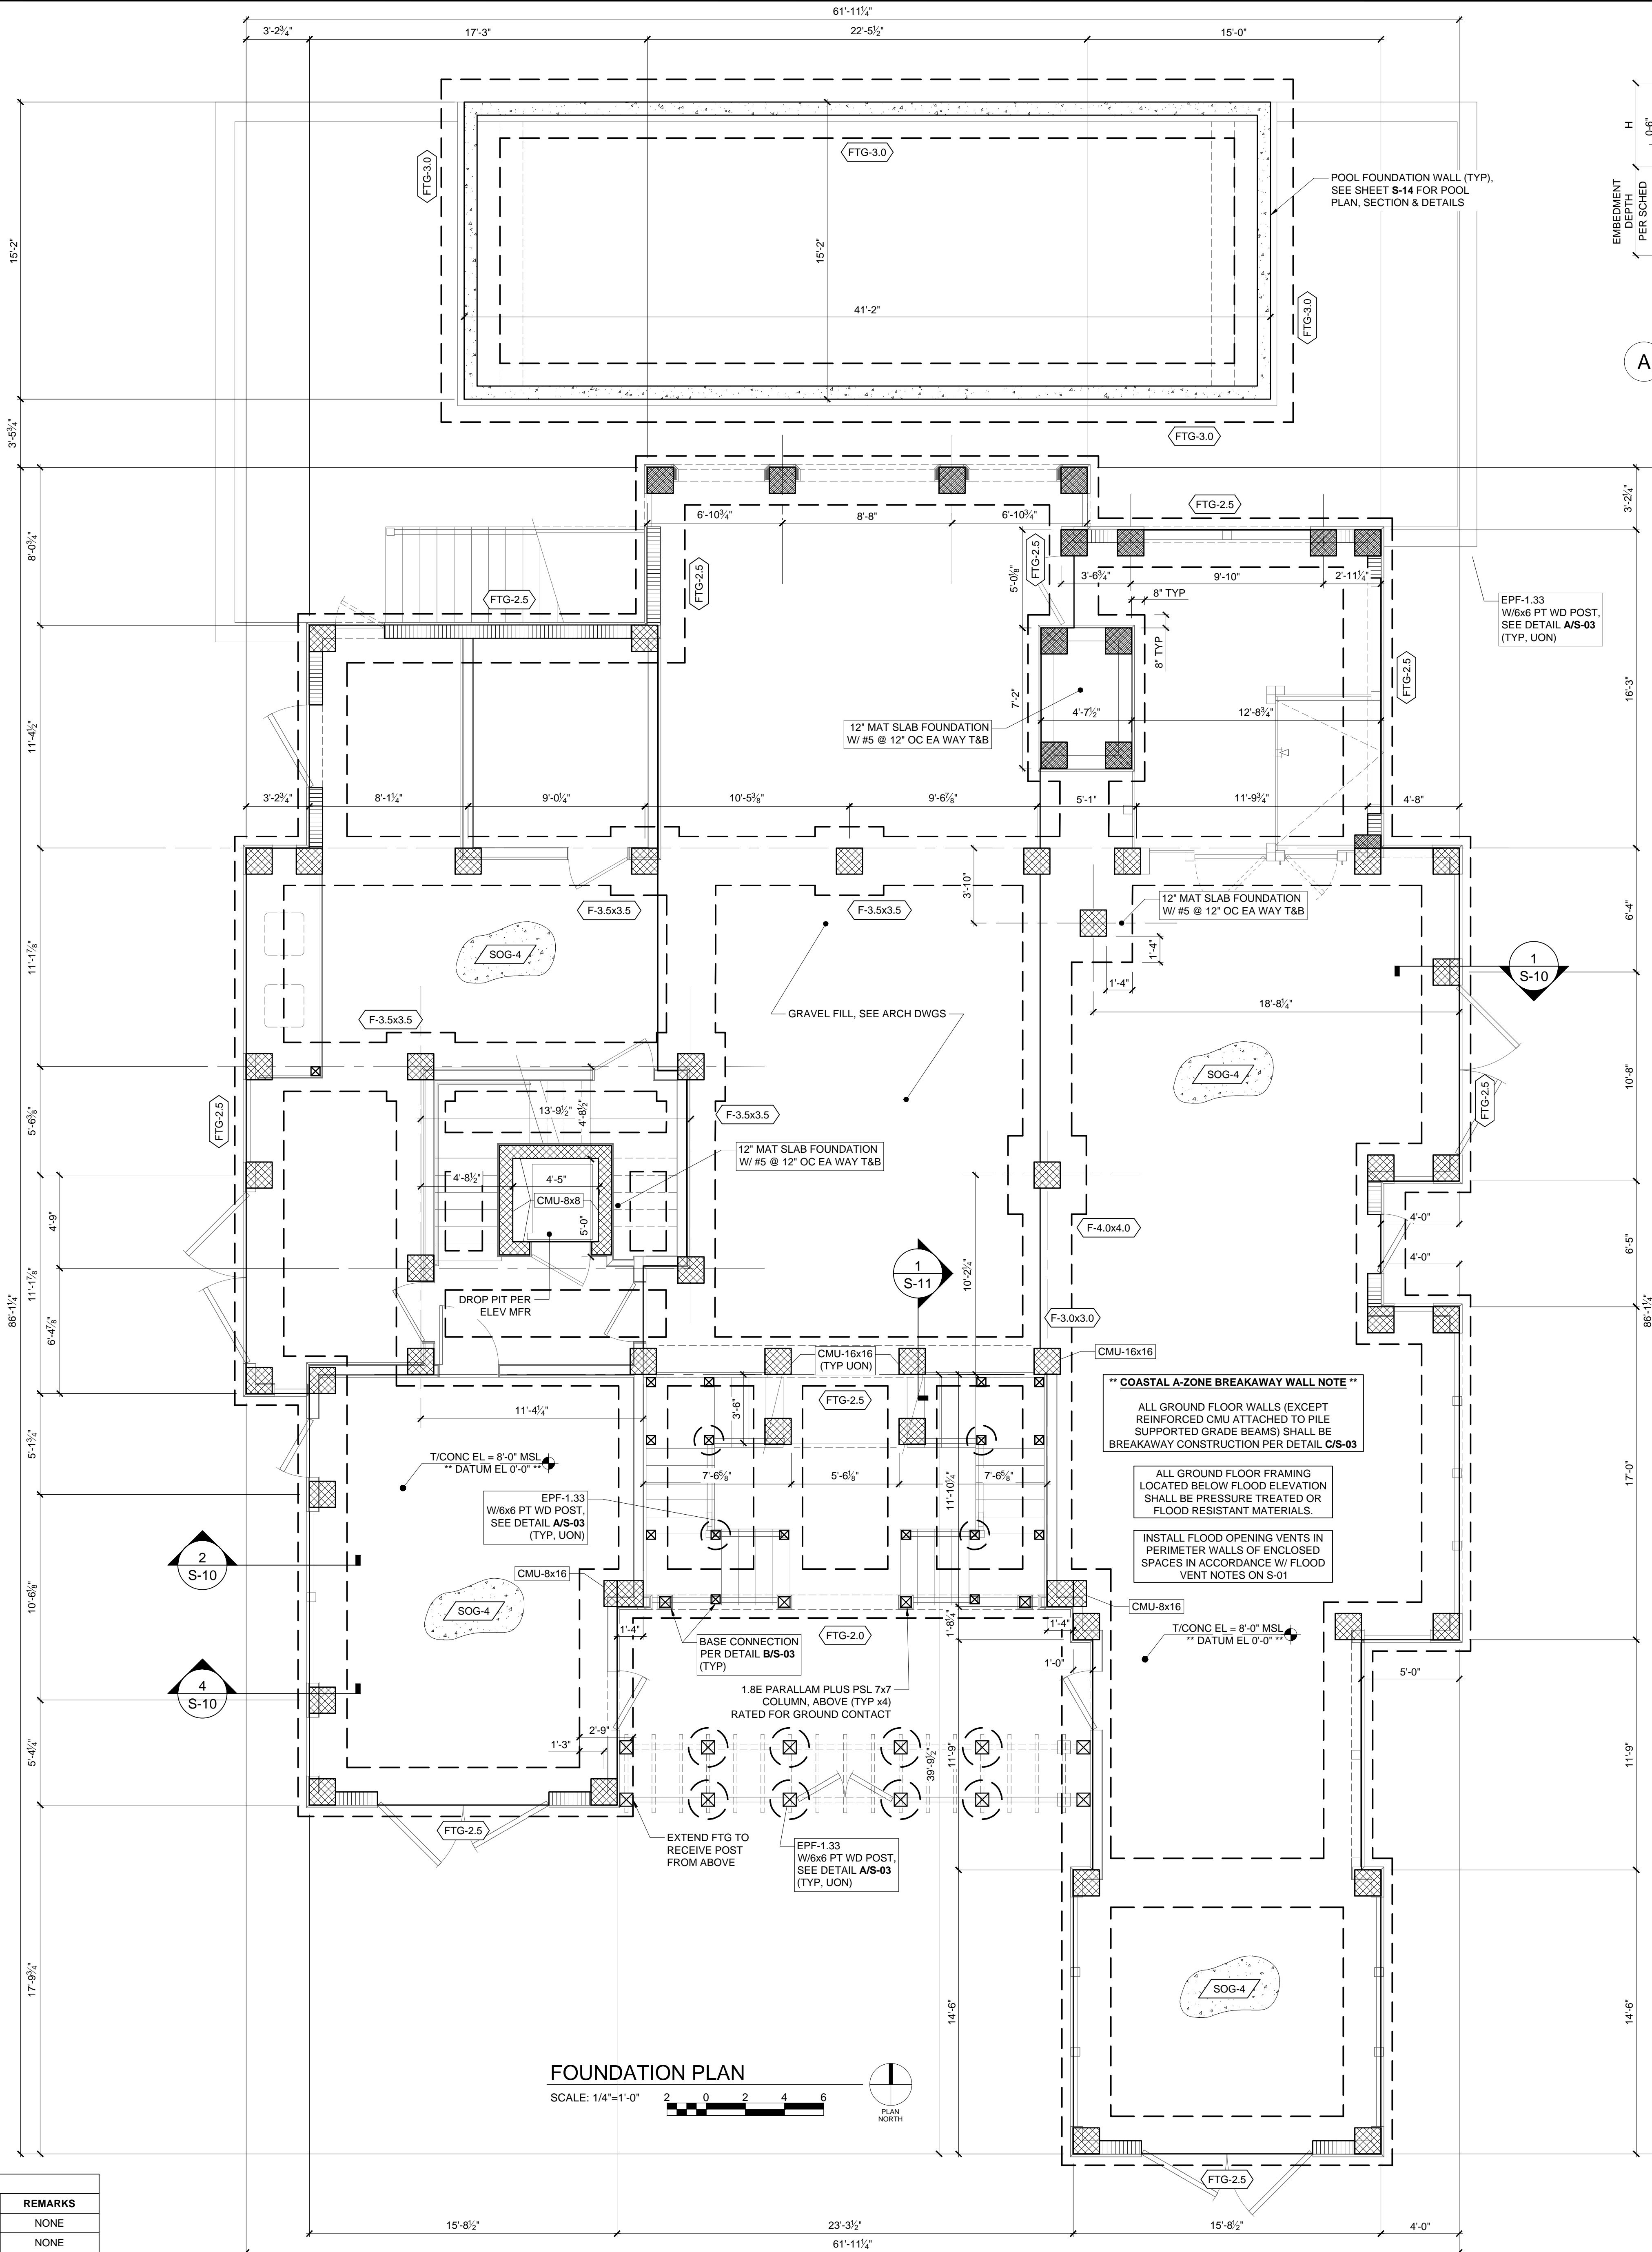 61'-11¼"
3'-2¾"
17'-3"
22'-5½"
15'-0"
FTG-3.0
FTG-3.0
POOL FOUNDATION WALL (TYP),
SEE SHEET S-14 FOR POOL
PLAN, SECTION & DETAILS
H
0-6"
EMBEDMENT
DEPTH
PER SCHED
15'-2"
15'-2"
41'-2"
FTG-3.0
A
3'-5¾"
FTG-3.0
6'-10¾"
8'-8"
6'-10¾"
FTG-2.5
3'-2¼"
8'-0¾"
FTG-2.5
FTG-2.5
5'-0⅛"
FTG-2.5
3'-6¾"
9'-10"
2'-11¼"
8" TYP
8" TYP
EPF-1.33
W/6x6 PT WD POST,
SEE DETAIL A/S-03
(TYP, UON)
FTG-2.5
16'-3"
11'-4½"
7'-2"
4'-7½"
12'-8¾"
12" MAT SLAB FOUNDATION
W/ #5 @ 12" OC EA WAY T&B
3'-2¾"
8'-1¼"
9'-0¼"
10'-5⅜"
9'-6⅞"
5'-1"
11'-9¾"
4'-8"
3'-10"
12" MAT SLAB FOUNDATION
W/ #5 @ 12" OC EA WAY T&B
F-3.5x3.5
F-3.5x3.5
6'-4"
11'-1⅞"
SOG-4
1'-4"
1'-4"
1
S-10
18'-8¼"
F-3.5x3.5
GRAVEL FILL, SEE ARCH DWGS
SOG-4
10'-8"
FTG-2.5
5'-6⅜"
FTG-2.5
13'-9½"
4'-8½"
F-3.5x3.5
12" MAT SLAB FOUNDATION
W/ #5 @ 12" OC EA WAY T&B
4'-8½"
4'-5"
CMU-8x8
5'-0"
4'-9"
F-4.0x4.0
4'-0"
4'-0"
6'-5"
1
S-11
10'-2¼"
11'-1⅞"
6'-4⅞"
86'-1¼"
86'-1¼"
DROP PIT PER
ELEV MFR
F-3.0x3.0
CMU-16x16
(TYP UON)
CMU-16x16
** COASTAL A-ZONE BREAKAWAY WALL NOTE **
ALL GROUND FLOOR WALLS (EXCEPT
REINFORCED CMU ATTACHED TO PILE
SUPPORTED GRADE BEAMS) SHALL BE
BREAKAWAY CONSTRUCTION PER DETAIL C/S-03
FTG-2.5
3'-6"
11'-4¼"
5'-1¾"
T/CONC EL = 8'-0" MSL
** DATUM EL 0'-0" **
7'-6⅝"
5'-6⅛"
7'-6⅝"
11'-10¼"
ALL GROUND FLOOR FRAMING
LOCATED BELOW FLOOD ELEVATION
SHALL BE PRESSURE TREATED OR
FLOOD RESISTANT MATERIALS.
17'-0"
EPF-1.33
W/6x6 PT WD POST,
SEE DETAIL A/S-03
(TYP, UON)
INSTALL FLOOD OPENING VENTS IN
PERIMETER WALLS OF ENCLOSED
SPACES IN ACCORDANCE W/ FLOOD
VENT NOTES ON S-01
2
S-10
CMU-8x16
10'-6⅛"
SOG-4
CMU-8x16
1'-4"
BASE CONNECTION
PER DETAIL B/S-03
(TYP)
FTG-2.0
1'-8¼"
1'-4"
T/CONC EL = 8'-0" MSL
** DATUM EL 0'-0" **
1'-0"
5'-0"
4
S-10
1.8E PARALLAM PLUS PSL 7x7
COLUMN, ABOVE (TYP x4)
RATED FOR GROUND CONTACT
2'-9"
1'-3"
5'-4¼"
39'-9½"
11'-9"
11'-9"
FTG-2.5
EXTEND FTG TO
RECEIVE POST
FROM ABOVE
EPF-1.33
W/6x6 PT WD POST,
SEE DETAIL A/S-03
(TYP, UON)
17'-9¾"
SOG-4
14'-6"
14'-6"
FOUNDATION PLAN
SCALE: 1/4"=1'-0"
2 0 2 4 6
PLAN
NORTH
FTG-2.5
REMARKS
NONE
NONE
15'-8½"
23'-3½"
15'-8½"
4'-0"
61'-11¼"